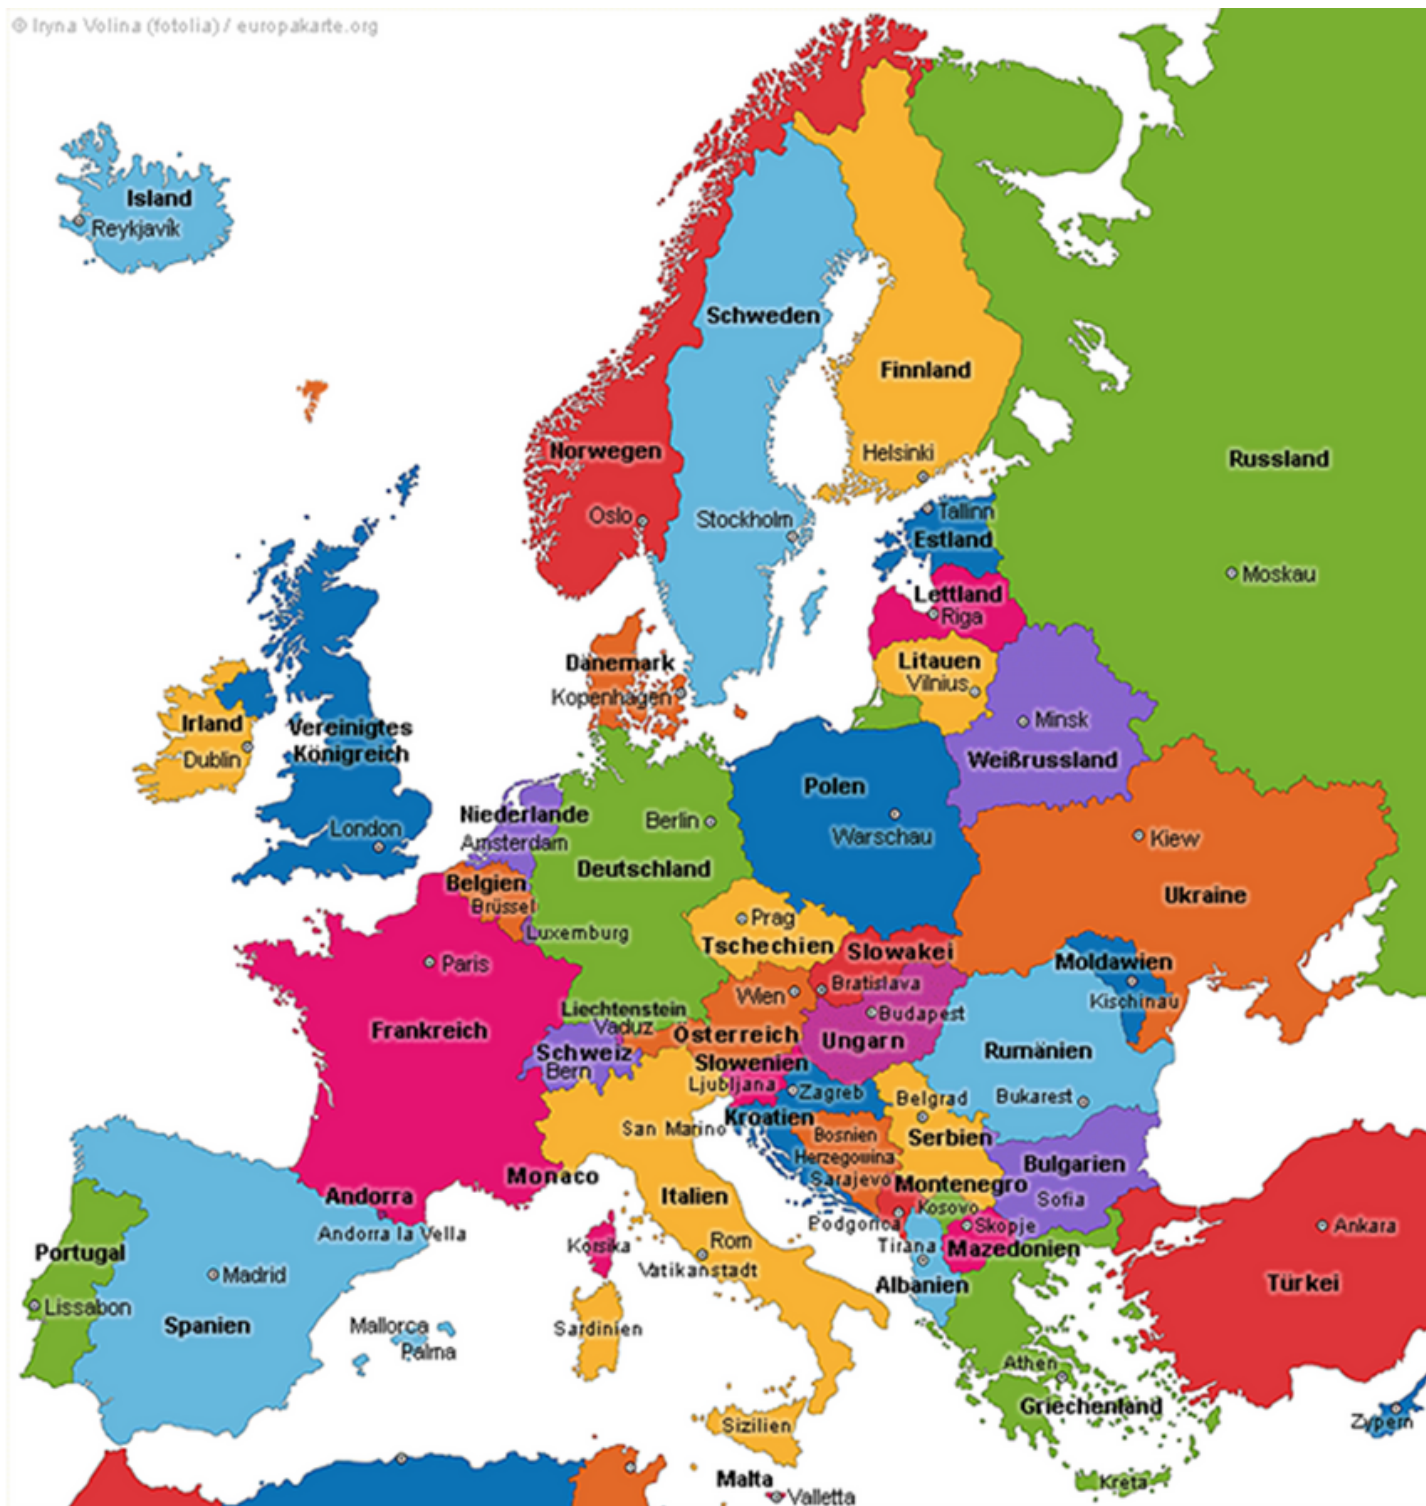 © Iryna Volina (fotolia) / europakarte.org
Island
Reykjavík
Schweden
Finnland
Norwegen
Helsinki
Russland
Oslo
Stockholm
Tallinn
Estland
Moskau
Lettland
Riga
Dänemark
Litauen
Kopenhagen
Vilnius
Irland
Vereinigtes
Königreich
Minsk
Dublin
Weißrussland
Polen
Niederlande
Berlin
London
Amsterdam
Warschau
Kiew
Deutschland
Belgien
Ukraine
Brüssel
Prag
Luxemburg
Tschechien
Slowakei
Paris
Moldawien
Bratislava
Wien
Kischinau
Liechtenstein
Budapest
Frankreich
Vaduz
Österreich
Ungarn
Schweiz
Rumänien
Bern
Slowenien
Ljubljana
Zagreb
Belgrad
Bukarest
Kroatien
San Marino
Bosnien
Herzegowina
Serbien
Sarajevo
Bulgarien
Monaco
Montenegro
Andorra
Italien
Sofia
Kosovo
Andorra la Vella
Podgorica
Skopje
Ankara
Portugal
Korsika
Rom
Tirana
Mazedonien
Madrid
Vatikanstadt
Albanien
Türkei
Lissabon
Spanien
Mallorca
Palma
Sardinien
Athen
Griechenland
Sizilien
Zypern
Malta
Kreta
Valletta